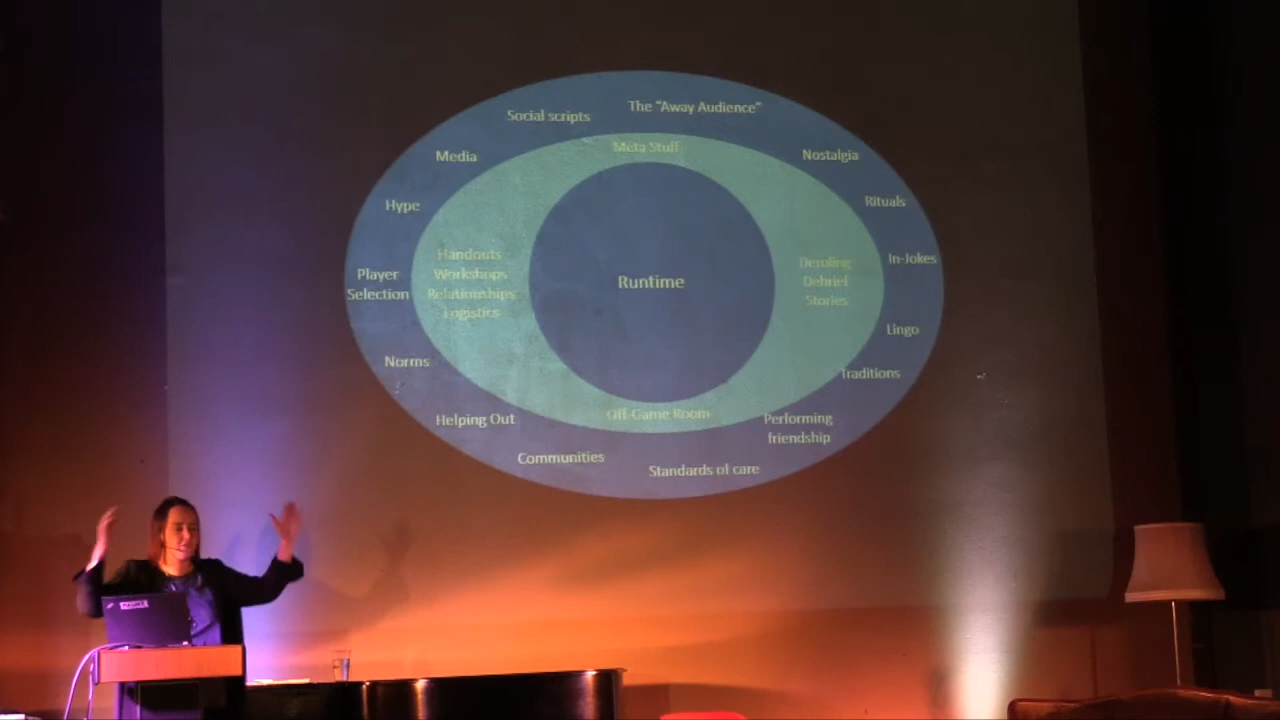 The "Away Audience"
Social scripts
Meta Stuff
Media
Nostalgia
Hype
Rituals
Handouts
Workshops
Relationships
Logistics
Deroling
Debrief
Stories
In-Jokes
Player
Selection
Runtime
Lingo
Norms
Traditions
Off-Game Room
Helping Out
Performing
friendship
Communities
Standards of care